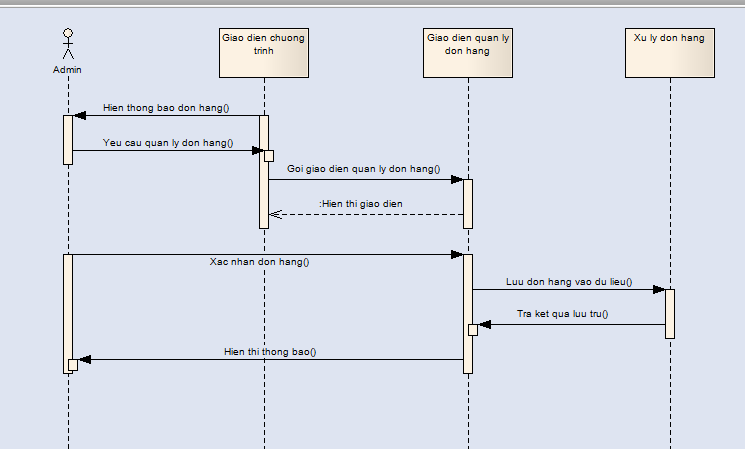 Giao dien chuong
trinh
Giao dien quan ly
don hang
Xu ly don hang
Admin
Hien thong bao don hang()
Yeu cau quan ly don hang()
Goi giao dien quan ly don hang()
:Hien thi giao dien
Xac nhan don hang()
Luu don hang vao du lieu()
Tra ket qua luu tru()
Hien thi thong bao()